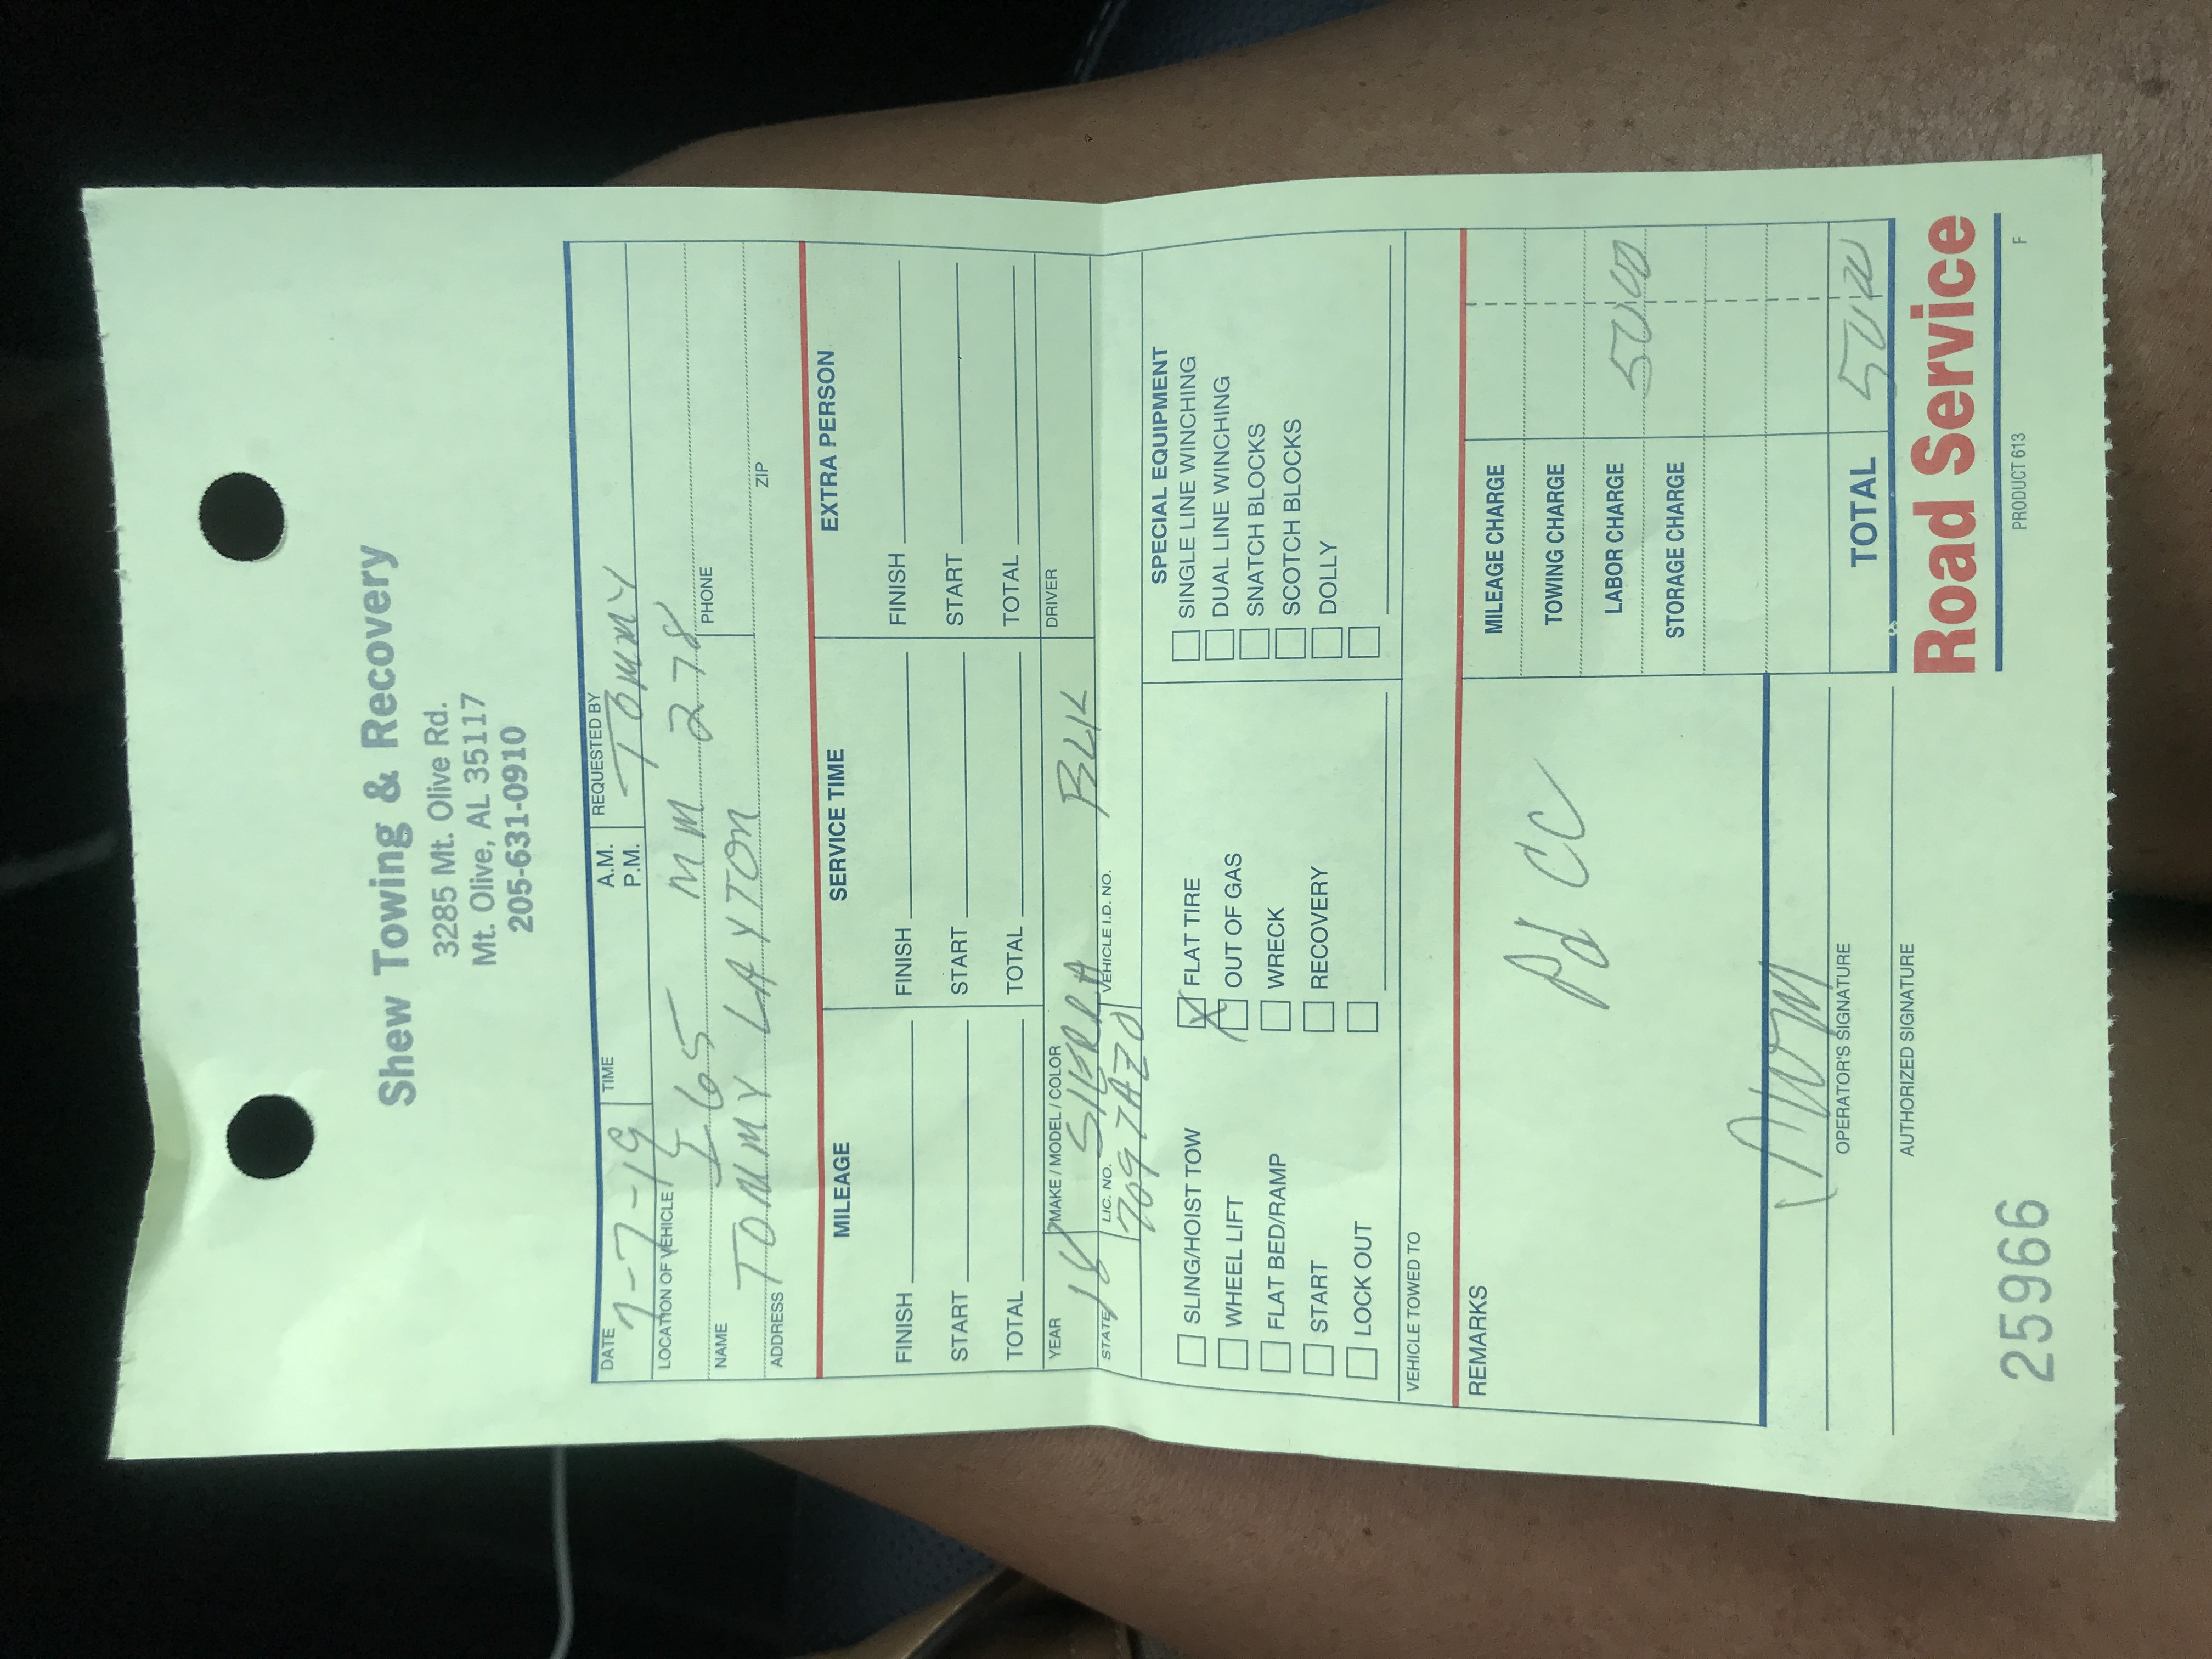 Shew Towing & Recovery
3285 Mt. Olive Rd.
Mt. Olive, AL 35117
205-631-0910
DATE TIME A.M. P.M. REQUESTED BY
7-7-19 TOMMY
LOCATION OF VEHICLE
I 65 MM 278
NAME PHONE
TOMMY LAYTON
ADDRESS ZIP
MILEAGE SERVICE TIME EXTRA PERSON
FINISH FINISH FINISH
START START START
TOTAL TOTAL TOTAL
YEAR MAKE / MODEL / COLOR DRIVER
18 SIERRA BLK
STATE LIC. NO. VEHICLE I.D. NO.
709TAZ0
SLING/HOIST TOW FLAT TIRE SPECIAL EQUIPMENT
WHEEL LIFT OUT OF GAS SINGLE LINE WINCHING
FLAT BED/RAMP WRECK DUAL LINE WINCHING
START RECOVERY SNATCH BLOCKS
LOCK OUT SCOTCH BLOCKS
DOLLY
VEHICLE TOWED TO
REMARKS
Pd CC
MILEAGE CHARGE
TOWING CHARGE
LABOR CHARGE 50 00
STORAGE CHARGE
TOTAL 50 00
OPERATOR'S SIGNATURE
AUTHORIZED SIGNATURE
25966
Road Service
PRODUCT 613 F